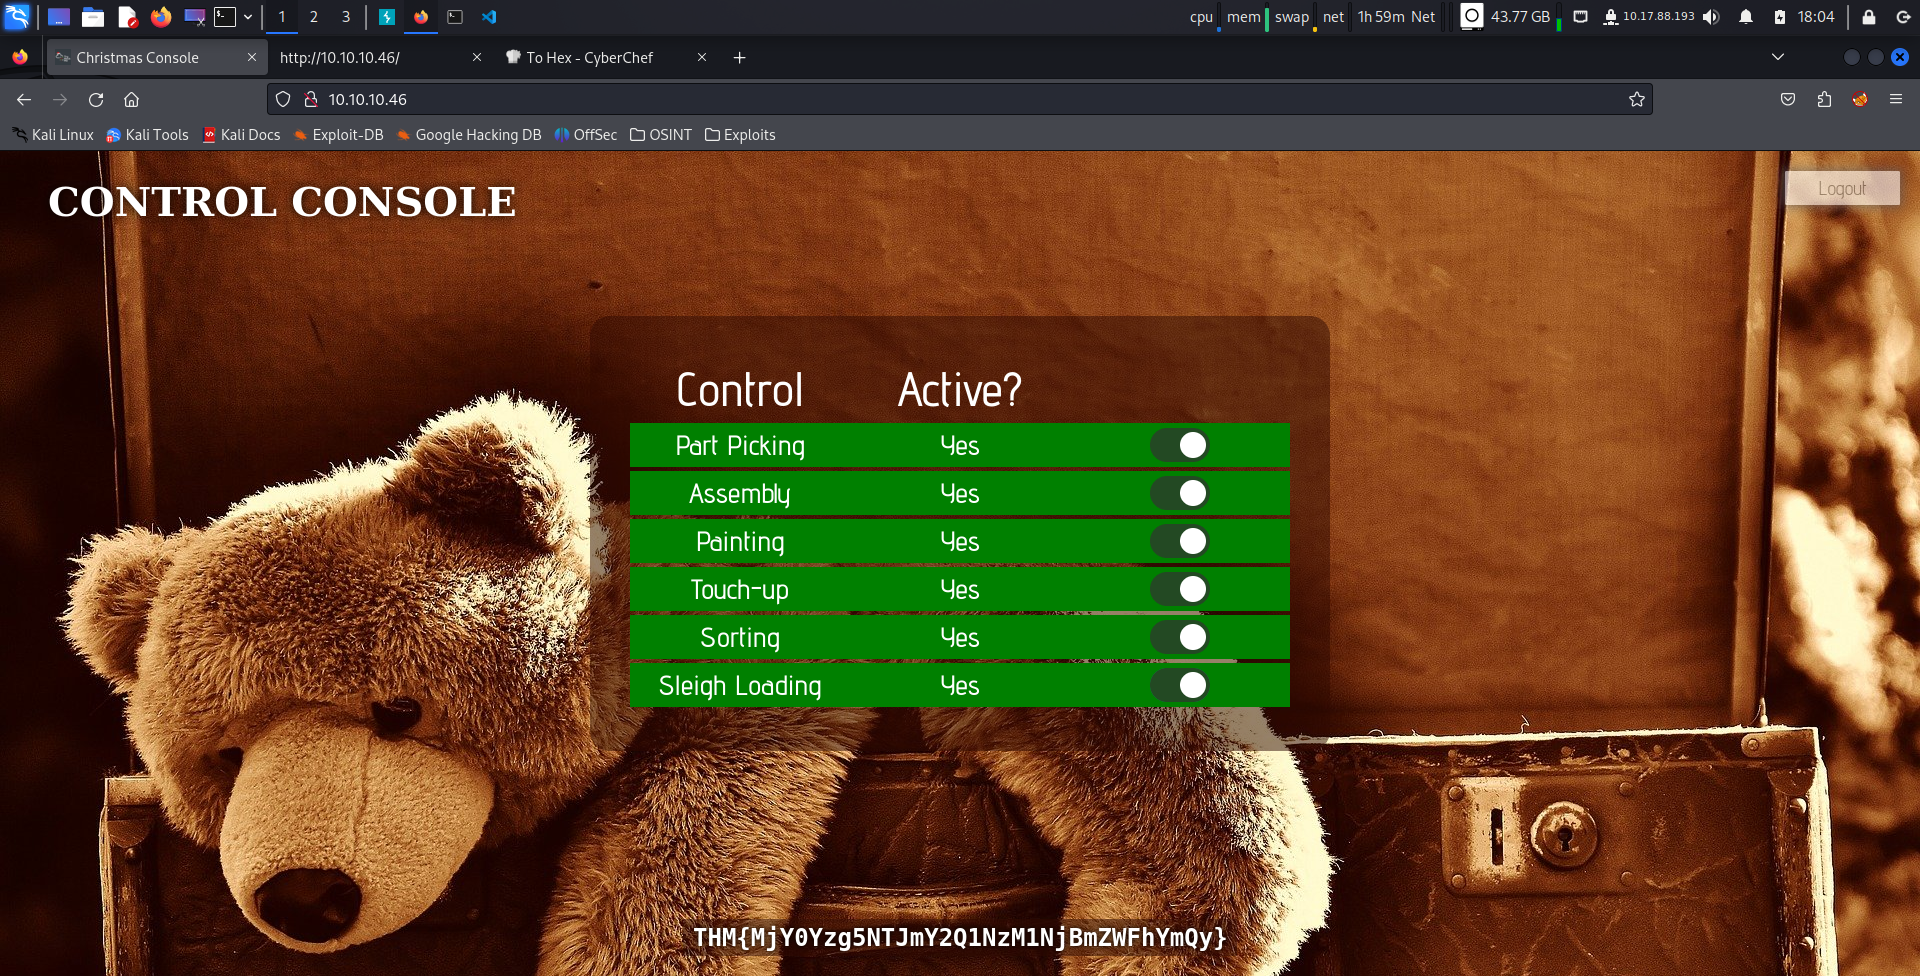 1 2 3 cpu mem swap net 1h 59m Net 43.77 GB 10.17.88.193 18:04
Christmas Console http://10.10.10.46/ To Hex - CyberChef
10.10.10.46
Kali Linux Kali Tools Kali Docs Exploit-DB Google Hacking DB OffSec OSINT Exploits
CONTROL CONSOLE
Logout
Control Active?
Part Picking Yes
Assembly Yes
Painting Yes
Touch-up Yes
Sorting Yes
Sleigh Loading Yes
THM{MjY0Yzg5NTJmY2Q1NzM1NjBmZWFhYmQy}